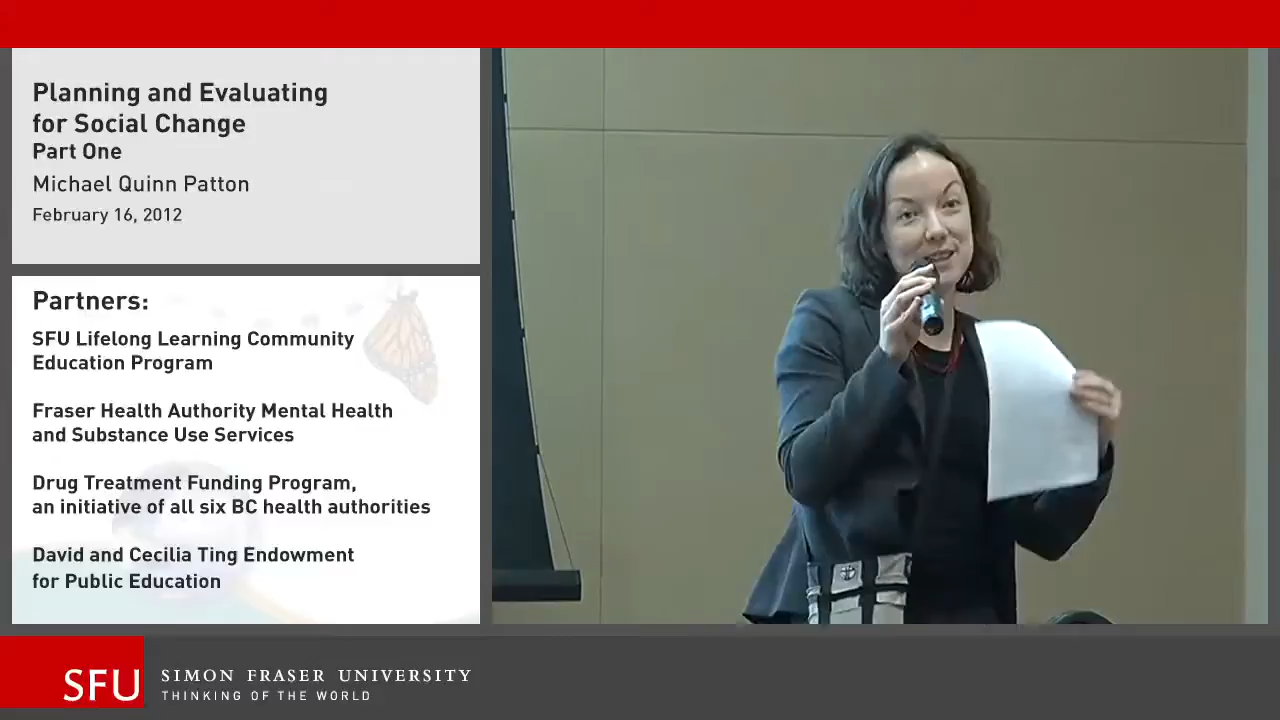 Planning and Evaluating
for Social Change
Part One
Michael Quinn Patton
February 16, 2012
Partners:
SFU Lifelong Learning Community
Education Program
Fraser Health Authority Mental Health
and Substance Use Services
Drug Treatment Funding Program,
an initiative of all six BC health authorities
David and Cecilia Ting Endowment
for Public Education
SFU
SIMON FRASER UNIVERSITY
THINKING OF THE WORLD